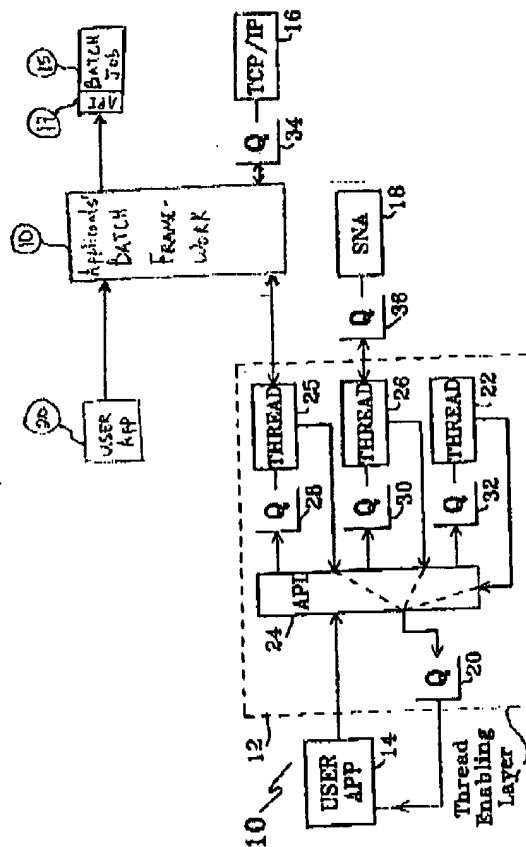 20
USER
APP
10
Applicants'
BATCH
FRAME-
WORK
17
15
API
BATCH
JOB
Q
34
TCP/IP
16
10
12
USER
APP
14
24
API
Q
28
THREAD
25
Q
30
THREAD
26
Q
38
SNA
18
Q
32
THREAD
22
Q
20
Thread
Enabling
Layer